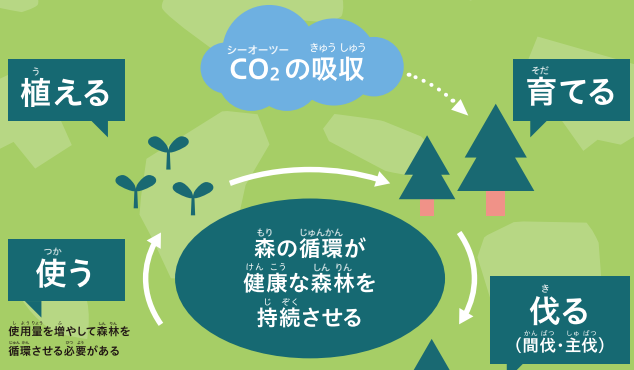 シーオーツー きゅう しゅう
CO₂の吸収
う
植える
そだ
育てる
もり じゅんかん
森の循環が
けん こう しん りん
健康な森林を
じ ぞく
持続させる
つか
使う
し よう りょう ふ しん りん
使用量を増やして森林を
じゅん かん ひつ よう
循環させる必要がある
き
伐る
かん ばつ しゅ ばつ
（間伐・主伐）